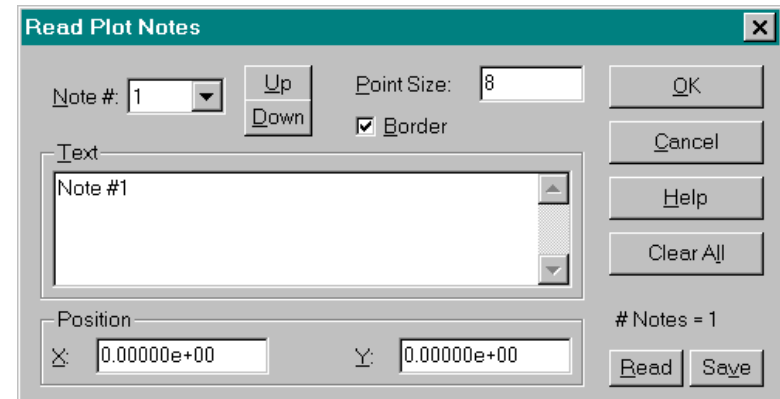 Read Plot Notes
Note #: 1
Up
Down
Point Size: 8
Border
Text
Note #1
Position
X: 0.00000e+00 Y: 0.00000e+00
OK
Cancel
Help
Clear All
# Notes = 1
Read Save